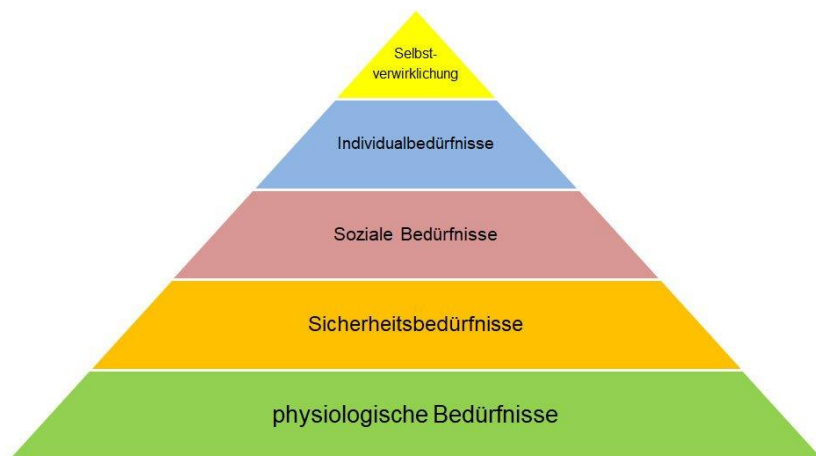 Selbst-
verwirklichung
Individualbedürfnisse
Soziale Bedürfnisse
Sicherheitsbedürfnisse
physiologische Bedürfnisse